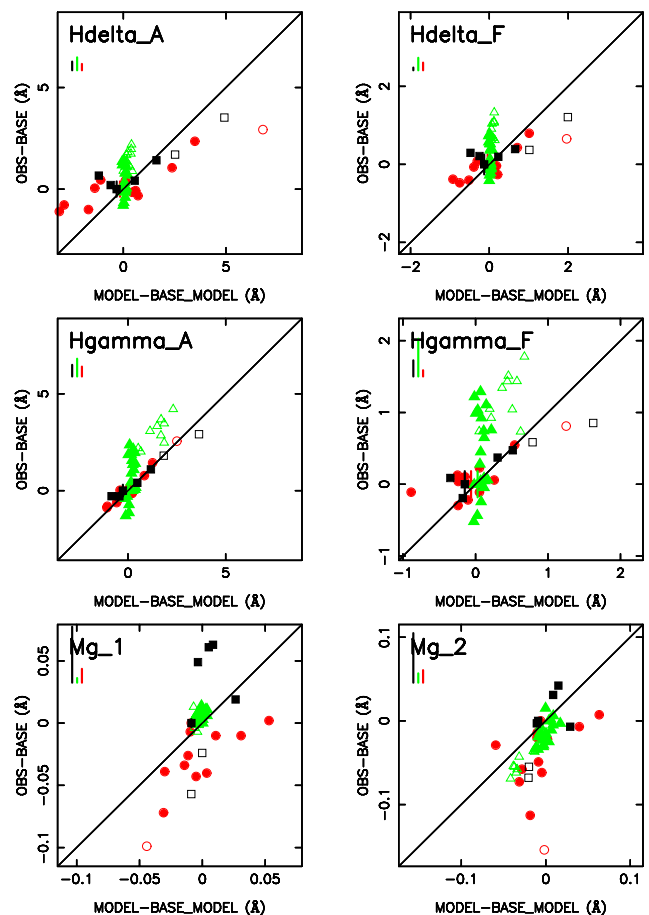 Hdelta_A
OBS-BASE (Å)
5
0
0
5
MODEL-BASE_MODEL (Å)
Hdelta_F
OBS-BASE (Å)
2
0
-2
-2
0
2
MODEL-BASE_MODEL (Å)
Hgamma_A
OBS-BASE (Å)
5
0
0
5
MODEL-BASE_MODEL (Å)
Hgamma_F
OBS-BASE (Å)
2
1
0
-1
-1
0
1
2
MODEL-BASE_MODEL (Å)
Mg_1
OBS-BASE (Å)
0.05
0
-0.05
-0.1
-0.1
-0.05
0
0.05
MODEL-BASE_MODEL (Å)
Mg_2
OBS-BASE (Å)
0.1
0
-0.1
-0.1
0
0.1
MODEL-BASE_MODEL (Å)